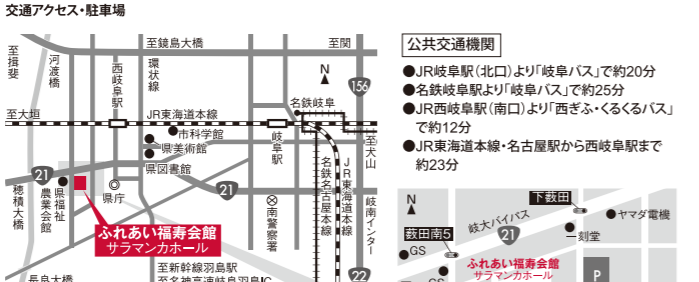 交通アクセス・駐車場
至鏡島大橋
至関
至揖斐
河渡橋
西岐阜駅
環状線
N
156
名鉄岐阜
至大垣
JR東海道本線
市科学館
県美術館
県図書館
岐阜駅
至犬山
名鉄名古屋本線
JR東海道本線
21
21
穂積大橋
県福祉農業会館
県庁
南警察署
岐南インター
ふれあい福寿会館
サラマンカホール
至新幹線羽島駅
22
長良大橋
公共交通機関
●JR岐阜駅（北口）より「岐阜バス」で約20分
●名鉄岐阜駅より「岐阜バス」で約25分
●JR西岐阜駅（南口）より「西ぎふ・くるくるバス」
で約12分
●JR東海道本線・名古屋駅から西岐阜駅まで
約23分
N
下薮田
岐大バイパス
21
ヤマダ電機
薮田南5
一刻堂
GS
ふれあい福寿会館
サラマンカホール
GS
P